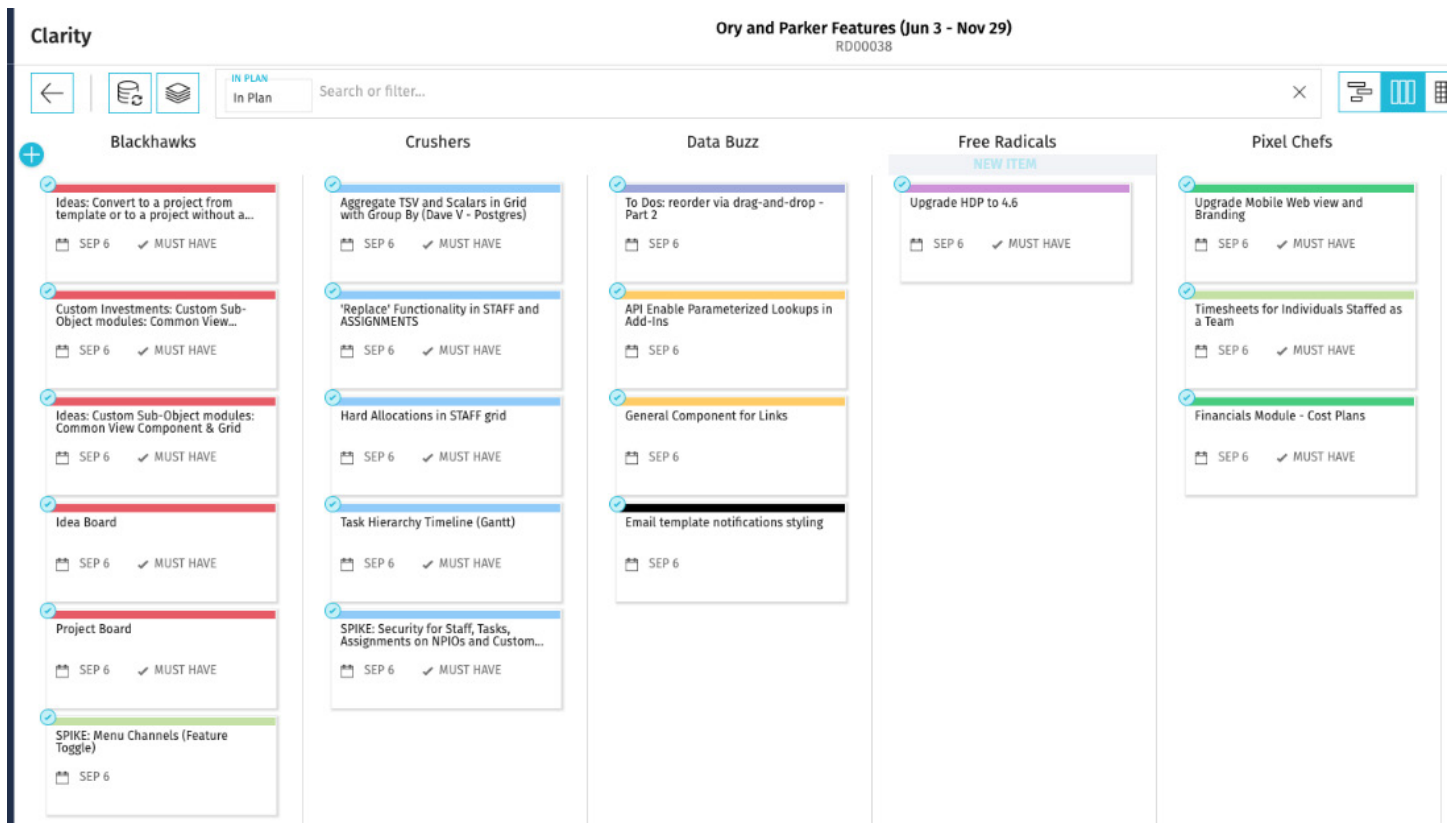 Clarity
Ory and Parker Features (Jun 3 - Nov 29)
RD00038
IN PLAN
In Plan
Search or filter...
Blackhawks
Ideas: Convert to a project from
template or to a project without a...
SEP 6 MUST HAVE
Custom Investments: Custom Sub-
Object modules: Common View...
SEP 6 MUST HAVE
Ideas: Custom Sub-Object modules:
Common View Component & Grid
SEP 6 MUST HAVE
Idea Board
SEP 6 MUST HAVE
Project Board
SEP 6 MUST HAVE
SPIKE: Menu Channels (Feature
Toggle)
SEP 6
Crushers
Aggregate TSV and Scalars in Grid
with Group By (Dave V - Postgres)
SEP 6 MUST HAVE
'Replace' Functionality in STAFF and
ASSIGNMENTS
SEP 6 MUST HAVE
Hard Allocations in STAFF grid
SEP 6 MUST HAVE
Task Hierarchy Timeline (Gantt)
SEP 6 MUST HAVE
SPIKE: Security for Staff, Tasks,
Assignments on NPIOs and Custom...
SEP 6 MUST HAVE
Data Buzz
To Dos: reorder via drag-and-drop -
Part 2
SEP 6
API Enable Parameterized Lookups in
Add-Ins
SEP 6
General Component for Links
SEP 6
Email template notifications styling
SEP 6
Free Radicals
NEW ITEM
Upgrade HDP to 4.6
SEP 6 MUST HAVE
Pixel Chefs
Upgrade Mobile Web view and
Branding
SEP 6 MUST HAVE
Timesheets for Individuals Staffed as
a Team
SEP 6 MUST HAVE
Financials Module - Cost Plans
SEP 6 MUST HAVE